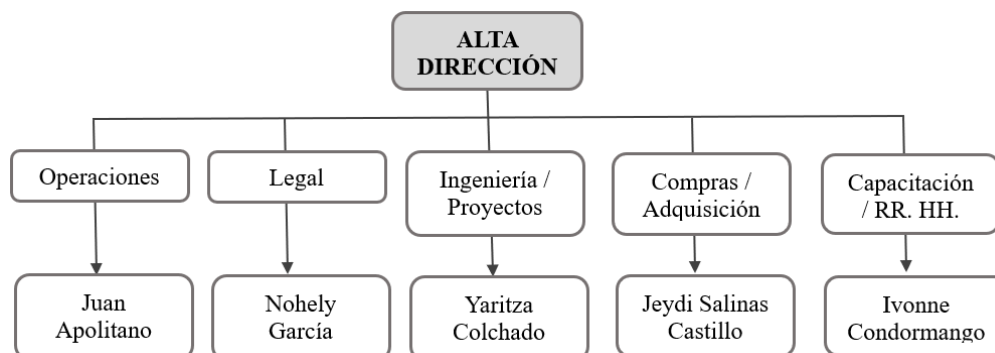 ALTA
DIRECCIÓN
Operaciones
Legal
Ingeniería /
Proyectos
Compras /
Adquisición
Capacitación
/ RR. HH.
Juan
Apolitano
Nohely
García
Yaritza
Colchado
Jeydi Salinas
Castillo
Ivonne
Condormango